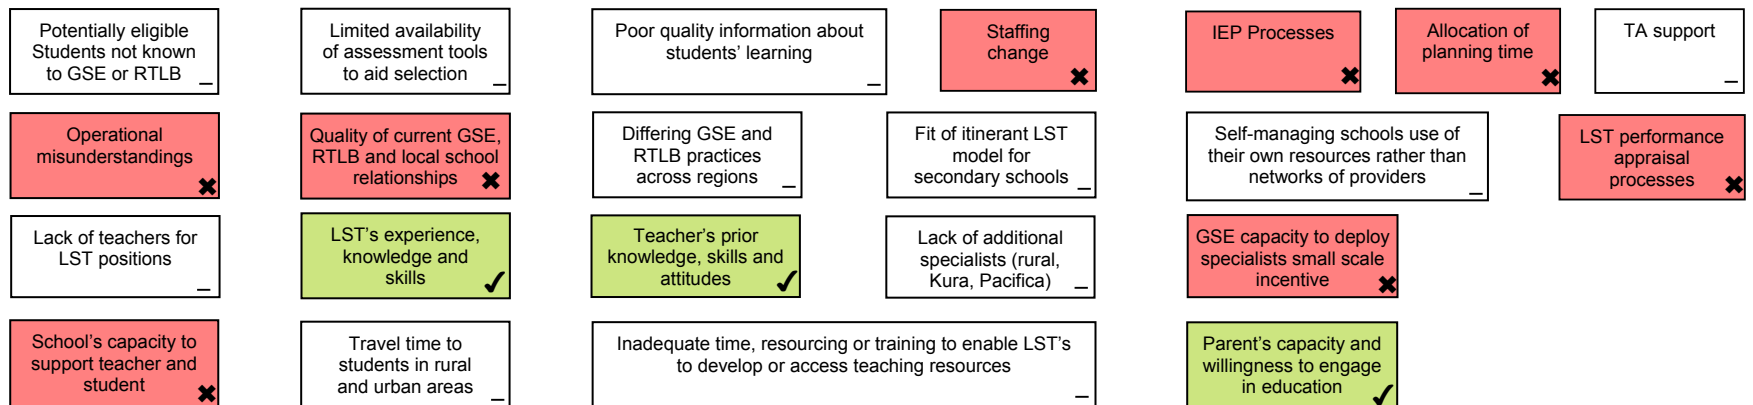 Potentially eligible
Students not known
to GSE or RTLB
Limited availability
of assessment tools
to aid selection
Poor quality information about
students' learning
Staffing
change
IEP Processes
Allocation of
planning time
TA support
Operational
misunderstandings
Quality of current GSE,
RTLB and local school
relationships
Differing GSE and
RTLB practices
across regions
Fit of itinerant LST
model for
secondary schools
Self-managing schools use of
their own resources rather than
networks of providers
LST performance
appraisal
processes
Lack of teachers for
LST positions
LST's experience,
knowledge and
skills
Teacher's prior
knowledge, skills and
attitudes
Lack of additional
specialists (rural,
Kura, Pacifica)
GSE capacity to deploy
specialists small scale
incentive
School's capacity to
support teacher and
student
Travel time to
students in rural
and urban areas
Inadequate time, resourcing or training to enable LST's
to develop or access teaching resources
Parent's capacity and
willingness to engage
in education